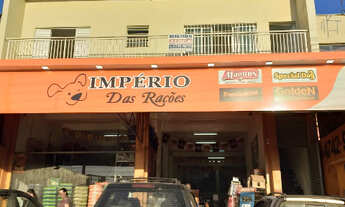 IMPÉRIO
Das Rações
Magnus
Special Dog
GoldeN